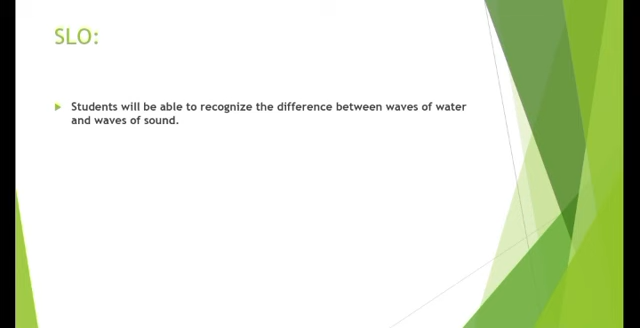 SLO:
Students will be able to recognize the difference between waves of water
and waves of sound.